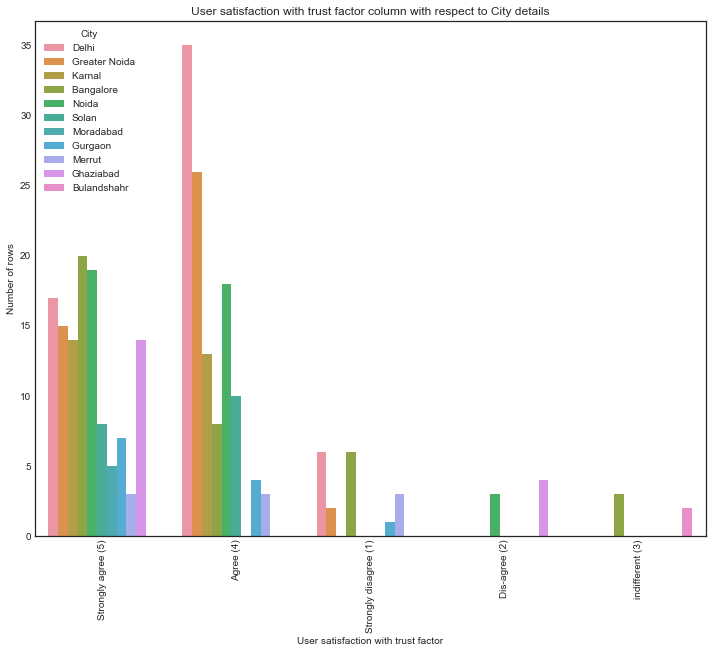 User satisfaction with trust factor column with respect to City details
City
Delhi
Greater Noida
Karnal
Bangalore
Noida
Solan
Moradabad
Gurgaon
Merrut
Ghaziabad
Bulandshahr
Number of rows
35
30
25
20
15
10
5
0
Strongly agree (5)
Agree (4)
Strongly disagree (1)
Dis-agree (2)
indifferent (3)
User satisfaction with trust factor